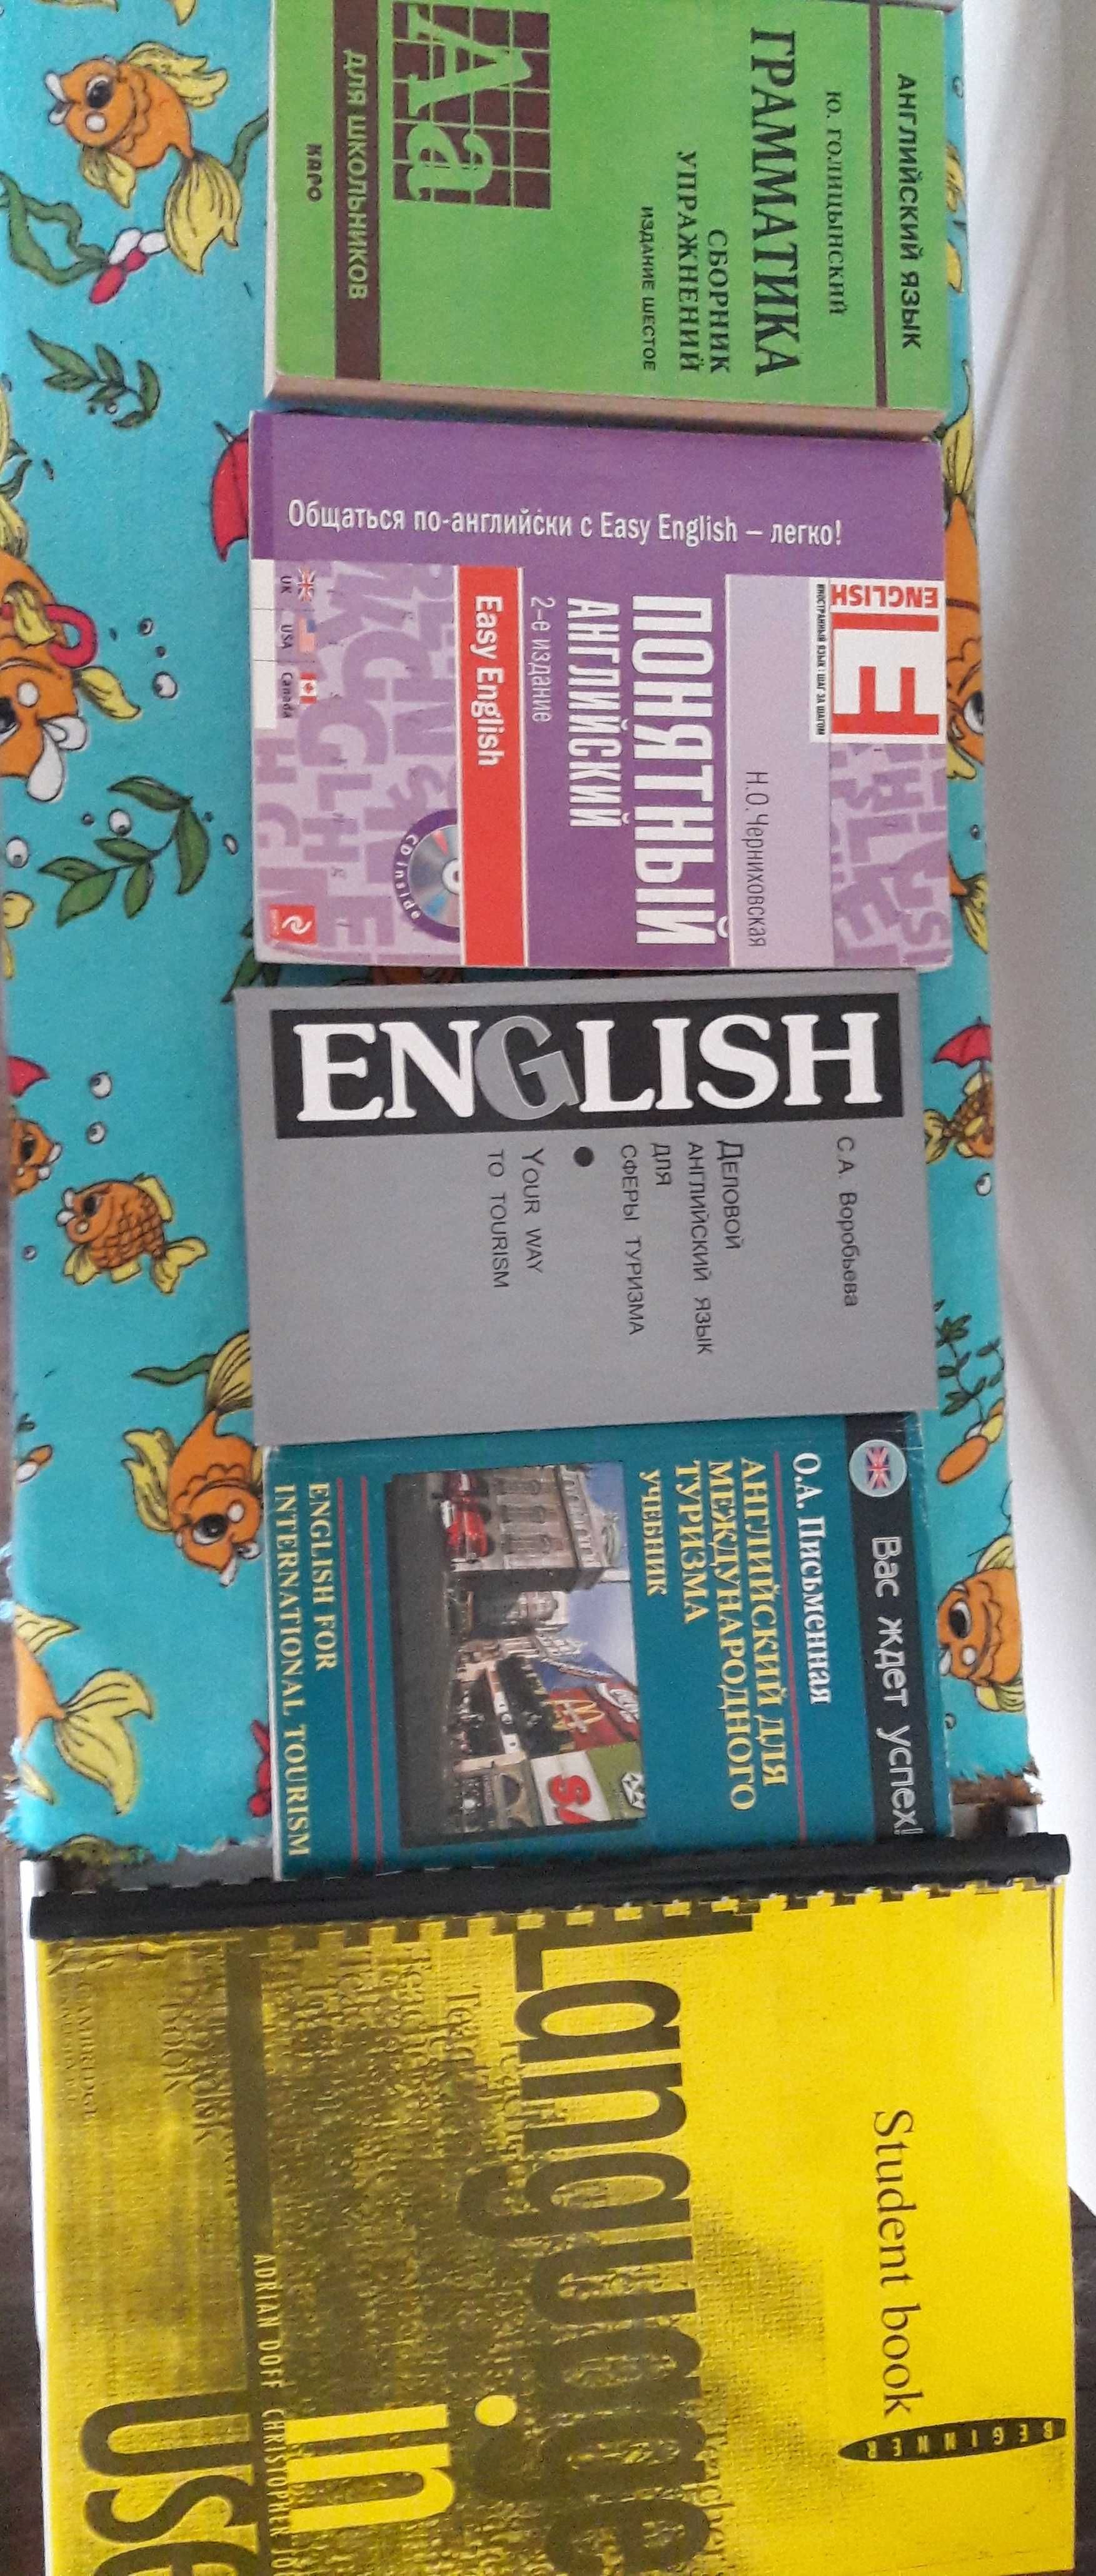 АНГЛИЙСКИЙ ЯЗЫК
Ю. ГОЛИЦЫНСКИЙ
ГРАММАТИКА
СБОРНИК
УПРАЖНЕНИЙ
ИЗДАНИЕ ШЕСТОЕ
Aa
ДЛЯ ШКОЛЬНИКОВ
КАРО
Общаться по-английски с Easy English – легко!
E
ENGLISH
ИНОСТРАННЫЙ ЯЗЫК: ШАГ ЗА ШАГОМ
Н.О. Черниховская
ПОНЯТНЫЙ
АНГЛИЙСКИЙ
2-е издание
Easy English
CD inside
UK
USA
Canada
ENGLISH
С.А. Воробьева
ДЕЛОВОЙ
АНГЛИЙСКИЙ ЯЗЫК
ДЛЯ
СФЕРЫ ТУРИЗМА
YOUR WAY
TO TOURISM
Вас ждет успех!
О.А. Письменная
АНГЛИЙСКИЙ ДЛЯ
МЕЖДУНАРОДНОГО
ТУРИЗМА
УЧЕБНИК
ENGLISH FOR
INTERNATIONAL TOURISM
Student book
BEGINNER
Language
in
Use
ADRIAN DOFF CHRISTOPHER